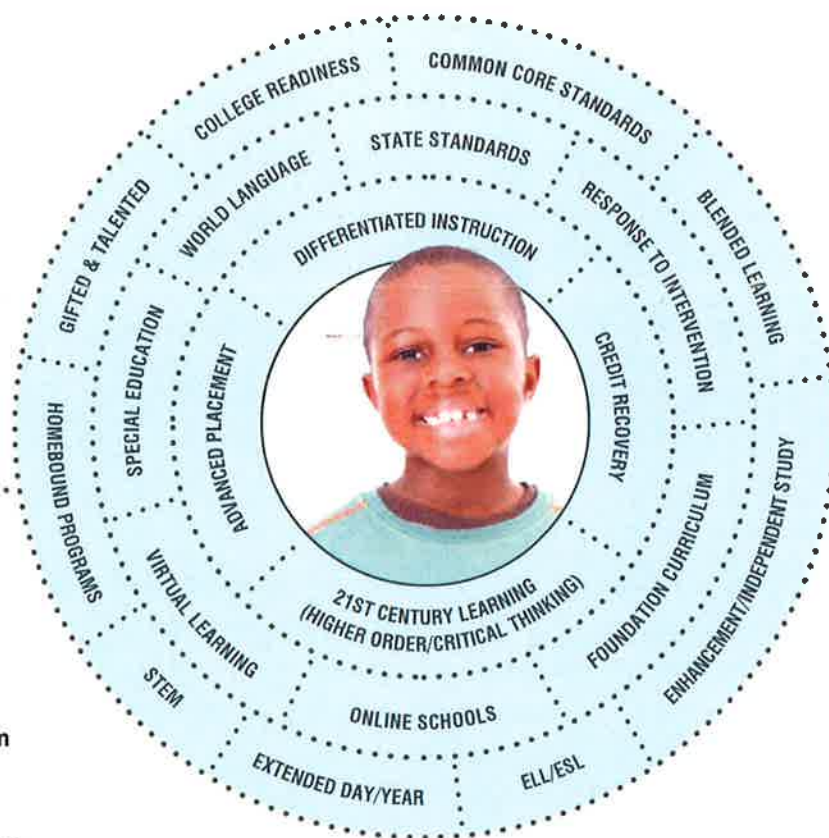 COLLEGE READINESS
COMMON CORE STANDARDS
BLENDED LEARNING
ENHANCEMENT/INDEPENDENT STUDY
ELL/ESL
EXTENDED DAY/YEAR
STEM
HOMEBOUND PROGRAMS
GIFTED & TALENTED
WORLD LANGUAGE
STATE STANDARDS
RESPONSE TO INTERVENTION
FOUNDATION CURRICULUM
ONLINE SCHOOLS
VIRTUAL LEARNING
SPECIAL EDUCATION
DIFFERENTIATED INSTRUCTION
CREDIT RECOVERY
21ST CENTURY LEARNING
(HIGHER ORDER/CRITICAL THINKING)
ADVANCED PLACEMENT